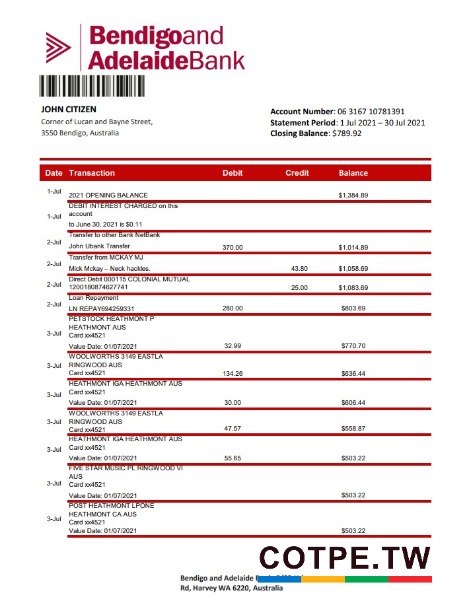 Bendigoand
AdelaideBank
JOHN CITIZEN
Corner of Lucan and Bayne Street,
3550 Bendigo, Australia
Account Number: 06 3167 10781391
Statement Period: 1 Jul 2021 – 30 Jul 2021
Closing Balance: $789.92
Date Transaction Debit Credit Balance
1-Jul 2021 OPENING BALANCE $1,384.89
DEBIT INTEREST CHARGED on this
1-Jul account
to June 30, 2021 is $0.11
Transfer to other Bank NetBank
2-Jul John Ubank Transfer 370.00 $1,014.89
Transfer from MCKAY MJ
2-Jul Mick Mckay – Neck hackles. 43.80 $1,058.69
Direct Debit 000115 COLONIAL MUTUAL
2-Jul 1200180874627741 25.00 $1,083.69
Loan Repayment
2-Jul LN REPAY694259331 280.00 $803.69
PETSTOCK HEATHMONT P
HEATHMONT AUS
3-Jul Card xx4521
Value Date: 01/07/2021 32.99 $770.70
WOOLWORTHS 3149 EASTLA
3-Jul RINGWOOD AUS
Card xx4521 134.26 $636.44
HEATHMONT IGA HEATHMONT AUS
3-Jul Card xx4521
Value Date: 01/07/2021 30.00 $606.44
WOOLWORTHS 3149 EASTLA
3-Jul RINGWOOD AUS
Card xx4521 47.57 $558.87
HEATHMONT IGA HEATHMONT AUS
3-Jul Card xx4521
Value Date: 01/07/2021 55.65 $503.22
FIVE STAR MUSIC PL RINGWOOD VI
3-Jul AUS
Value Date: 01/07/2021 $503.22
POST HEATHMONT LPONE
HEATHMONT CA AUS
3-Jul Card xx4521
Value Date: 01/07/2021 $503.22
COTPE.TW
Bendigo and Adelaide
Rd, Harvey WA 6220, Australia